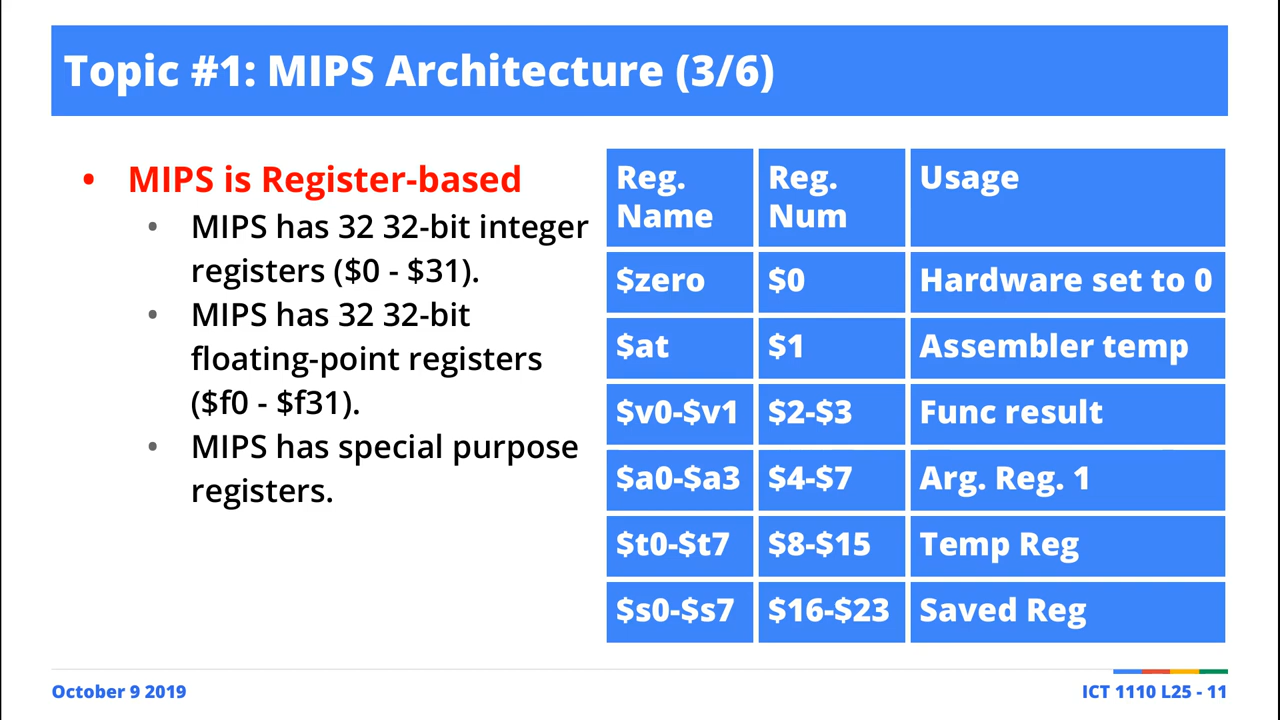 Topic #1: MIPS Architecture (3/6)
• MIPS is Register-based
• MIPS has 32 32-bit integer
registers ($0 - $31).
• MIPS has 32 32-bit
floating-point registers
($f0 - $f31).
• MIPS has special purpose
registers.
Reg. Name Reg. Num Usage
$zero $0 Hardware set to 0
$at $1 Assembler temp
$v0-$v1 $2-$3 Func result
$a0-$a3 $4-$7 Arg. Reg. 1
$t0-$t7 $8-$15 Temp Reg
$s0-$s7 $16-$23 Saved Reg
October 9 2019
ICT 1110 L25 - 11